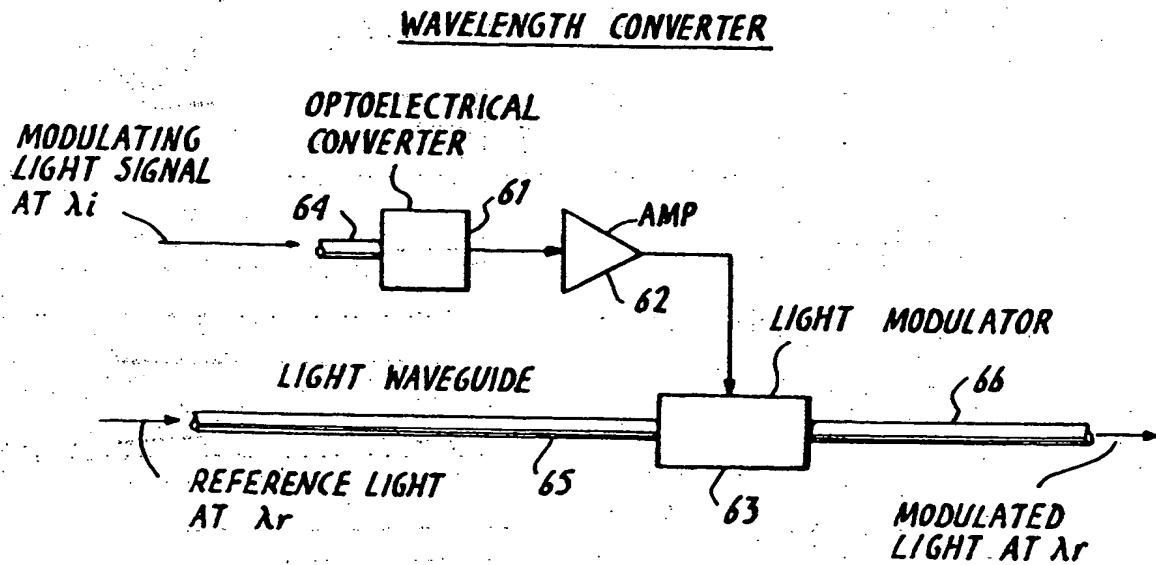 WAVELENGTH CONVERTER
OPTOELECTRICAL
CONVERTER
MODULATING
LIGHT SIGNAL
AT λi
64
61
AMP
62
LIGHT MODULATOR
LIGHT WAVEGUIDE
66
REFERENCE LIGHT
AT λr
65
63
MODULATED
LIGHT AT λr